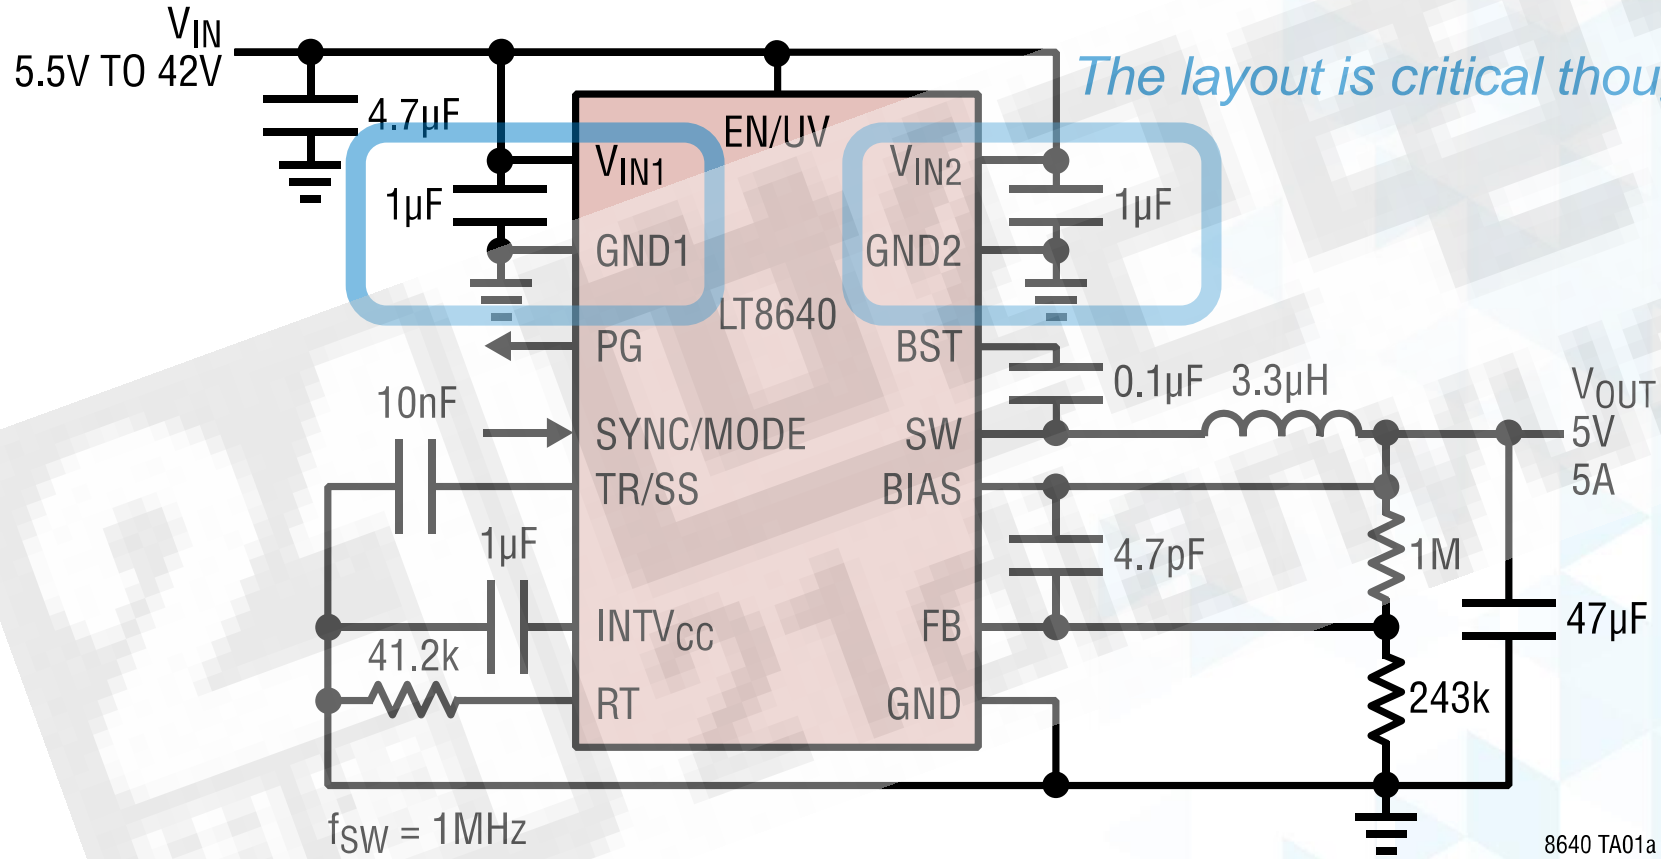 VIN
5.5V TO 42V
The layout is critical thou
4.7µF
EN/UV
VIN1
VIN2
1µF
1µF
GND1
GND2
LT8640
PG
BST
0.1µF
3.3µH
VOUT
5V
5A
10nF
SYNC/MODE
SW
TR/SS
BIAS
1µF
4.7pF
1M
INTVCC
FB
47µF
41.2k
RT
GND
243k
fSW = 1MHz
8640 TA01a